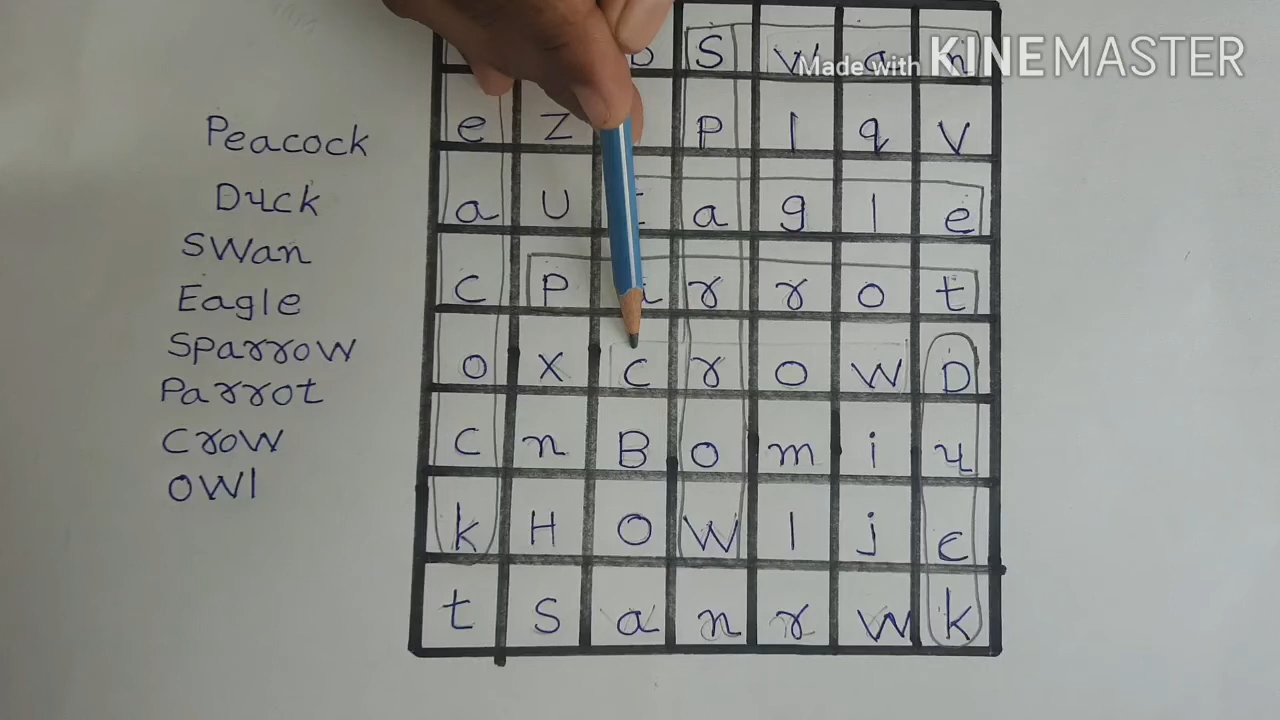 S W a n
Made with KINEMASTER
Peacock
e z p l q v
Duck
a U a g l e
Swan
c P a r r o t
Eagle
Sparrow
o x c r o w D
Parrot
Crow
c n B o m i u
Owl
k H O W l j c
t S a n r w k